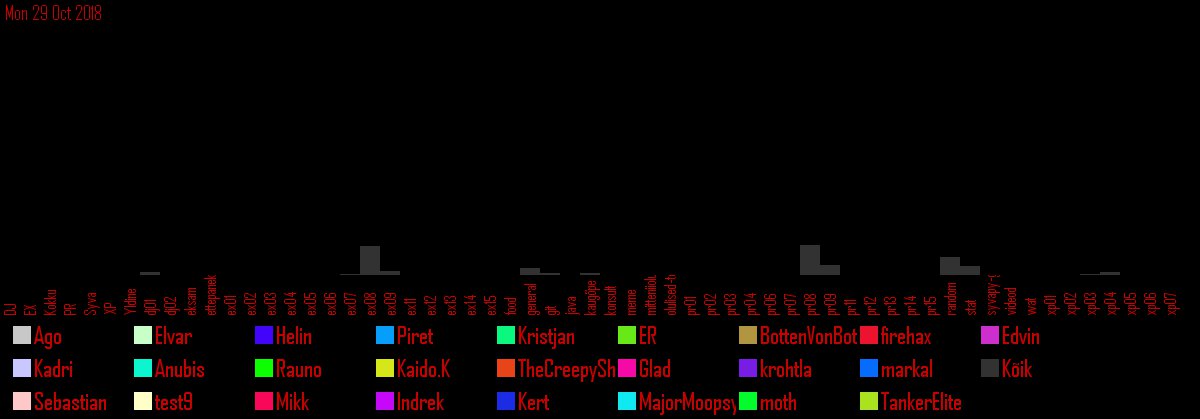 Mon 29 Oct 2018
DJ EX Kokku PR Syva XP Yldine dj01 dj02 eksam ettepanek ex01 ex02 ex03 ex04 ex05 ex06 ex07 ex08 ex09 ex11 ex12 ex13 ex14 ex15 food general git java kaugõpe konsult meme mitteniloli. olulised-t pr01 pr02 pr03 pr04 pr06 pr07 pr08 pr09 pr11 pr12 pr13 pr14 pr15 random stat syvapy-t videod wat xp01 xp02 xp03 xp04 xp05 xp06 xp07
Ago Elvar Helin Piret Kristjan ER BottenVonBot firehax Edvin
Kadri Anubis Rauno Kaido.K TheCreepySh Glad krohtla markal Kõik
Sebastian test9 Mikk Indrek Kert MajorMoopsy moth TankerElite